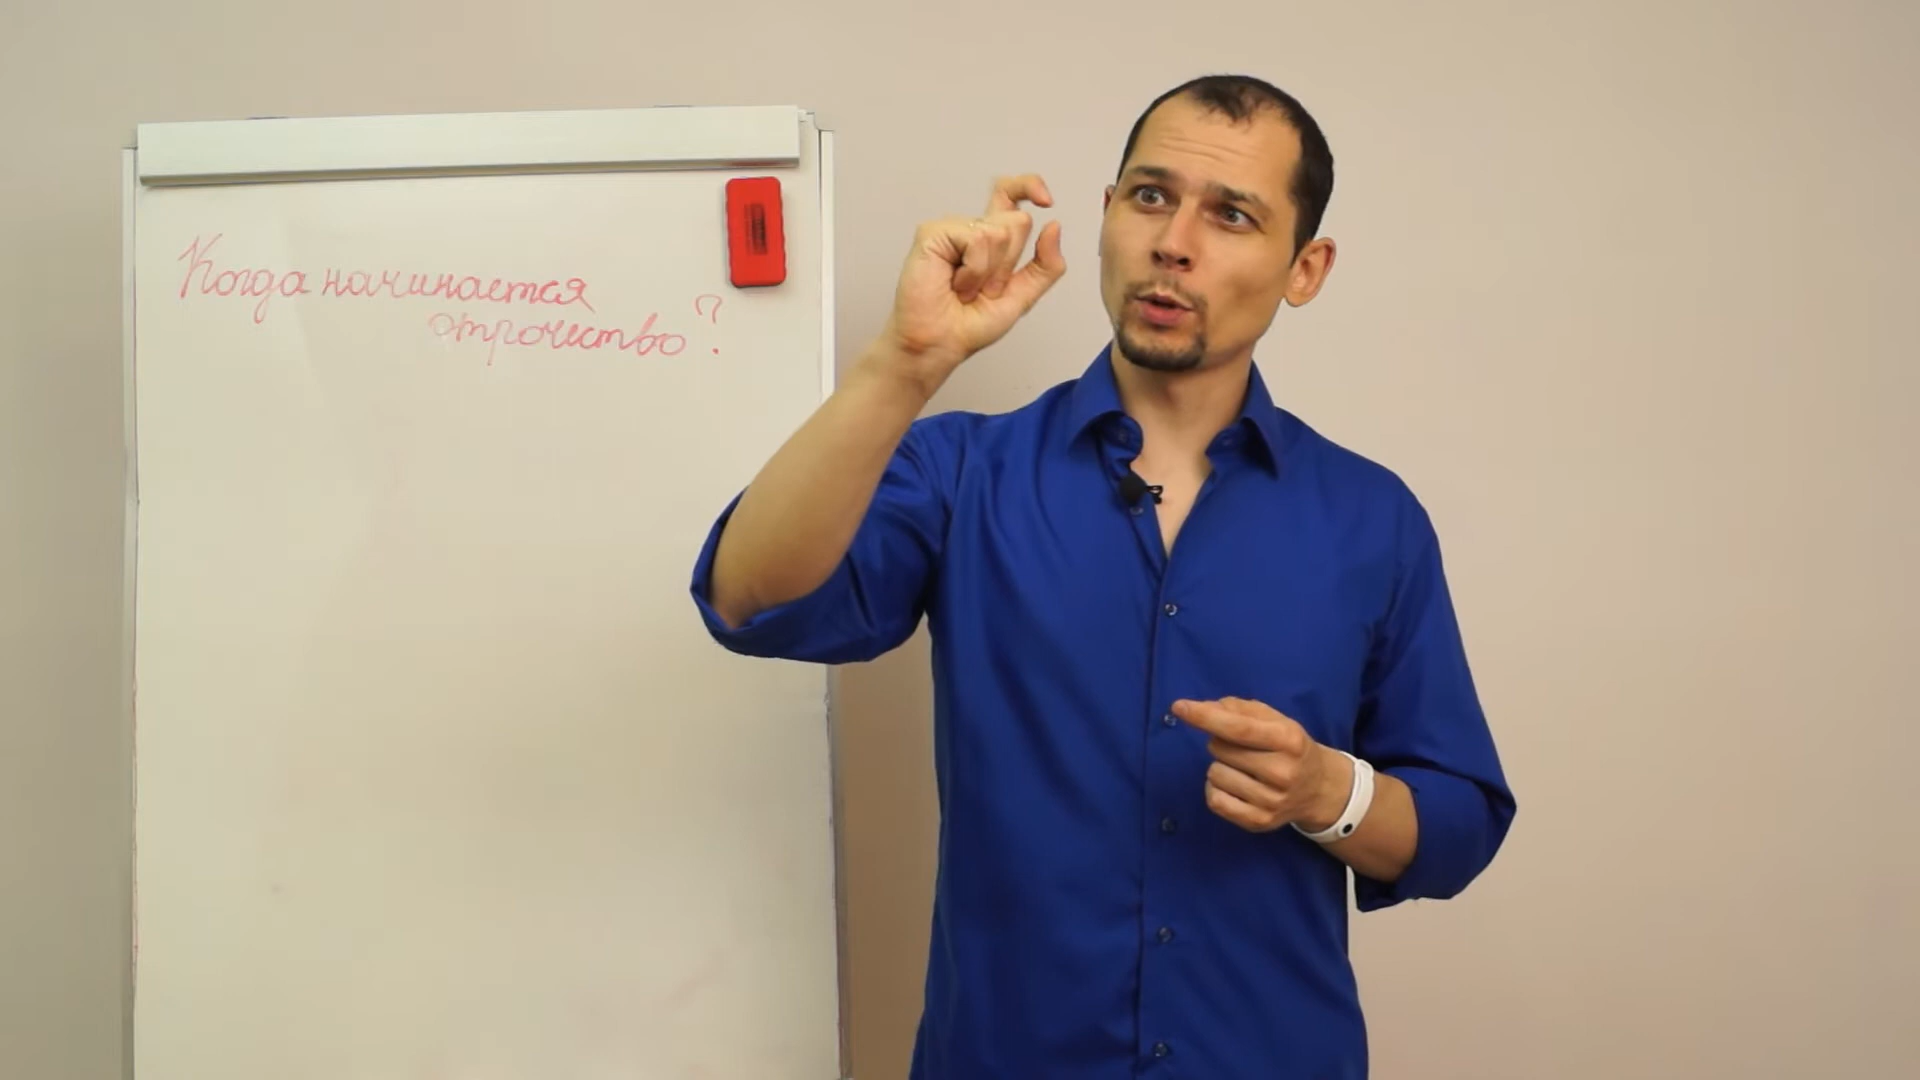 Когда начинается
отрочество?